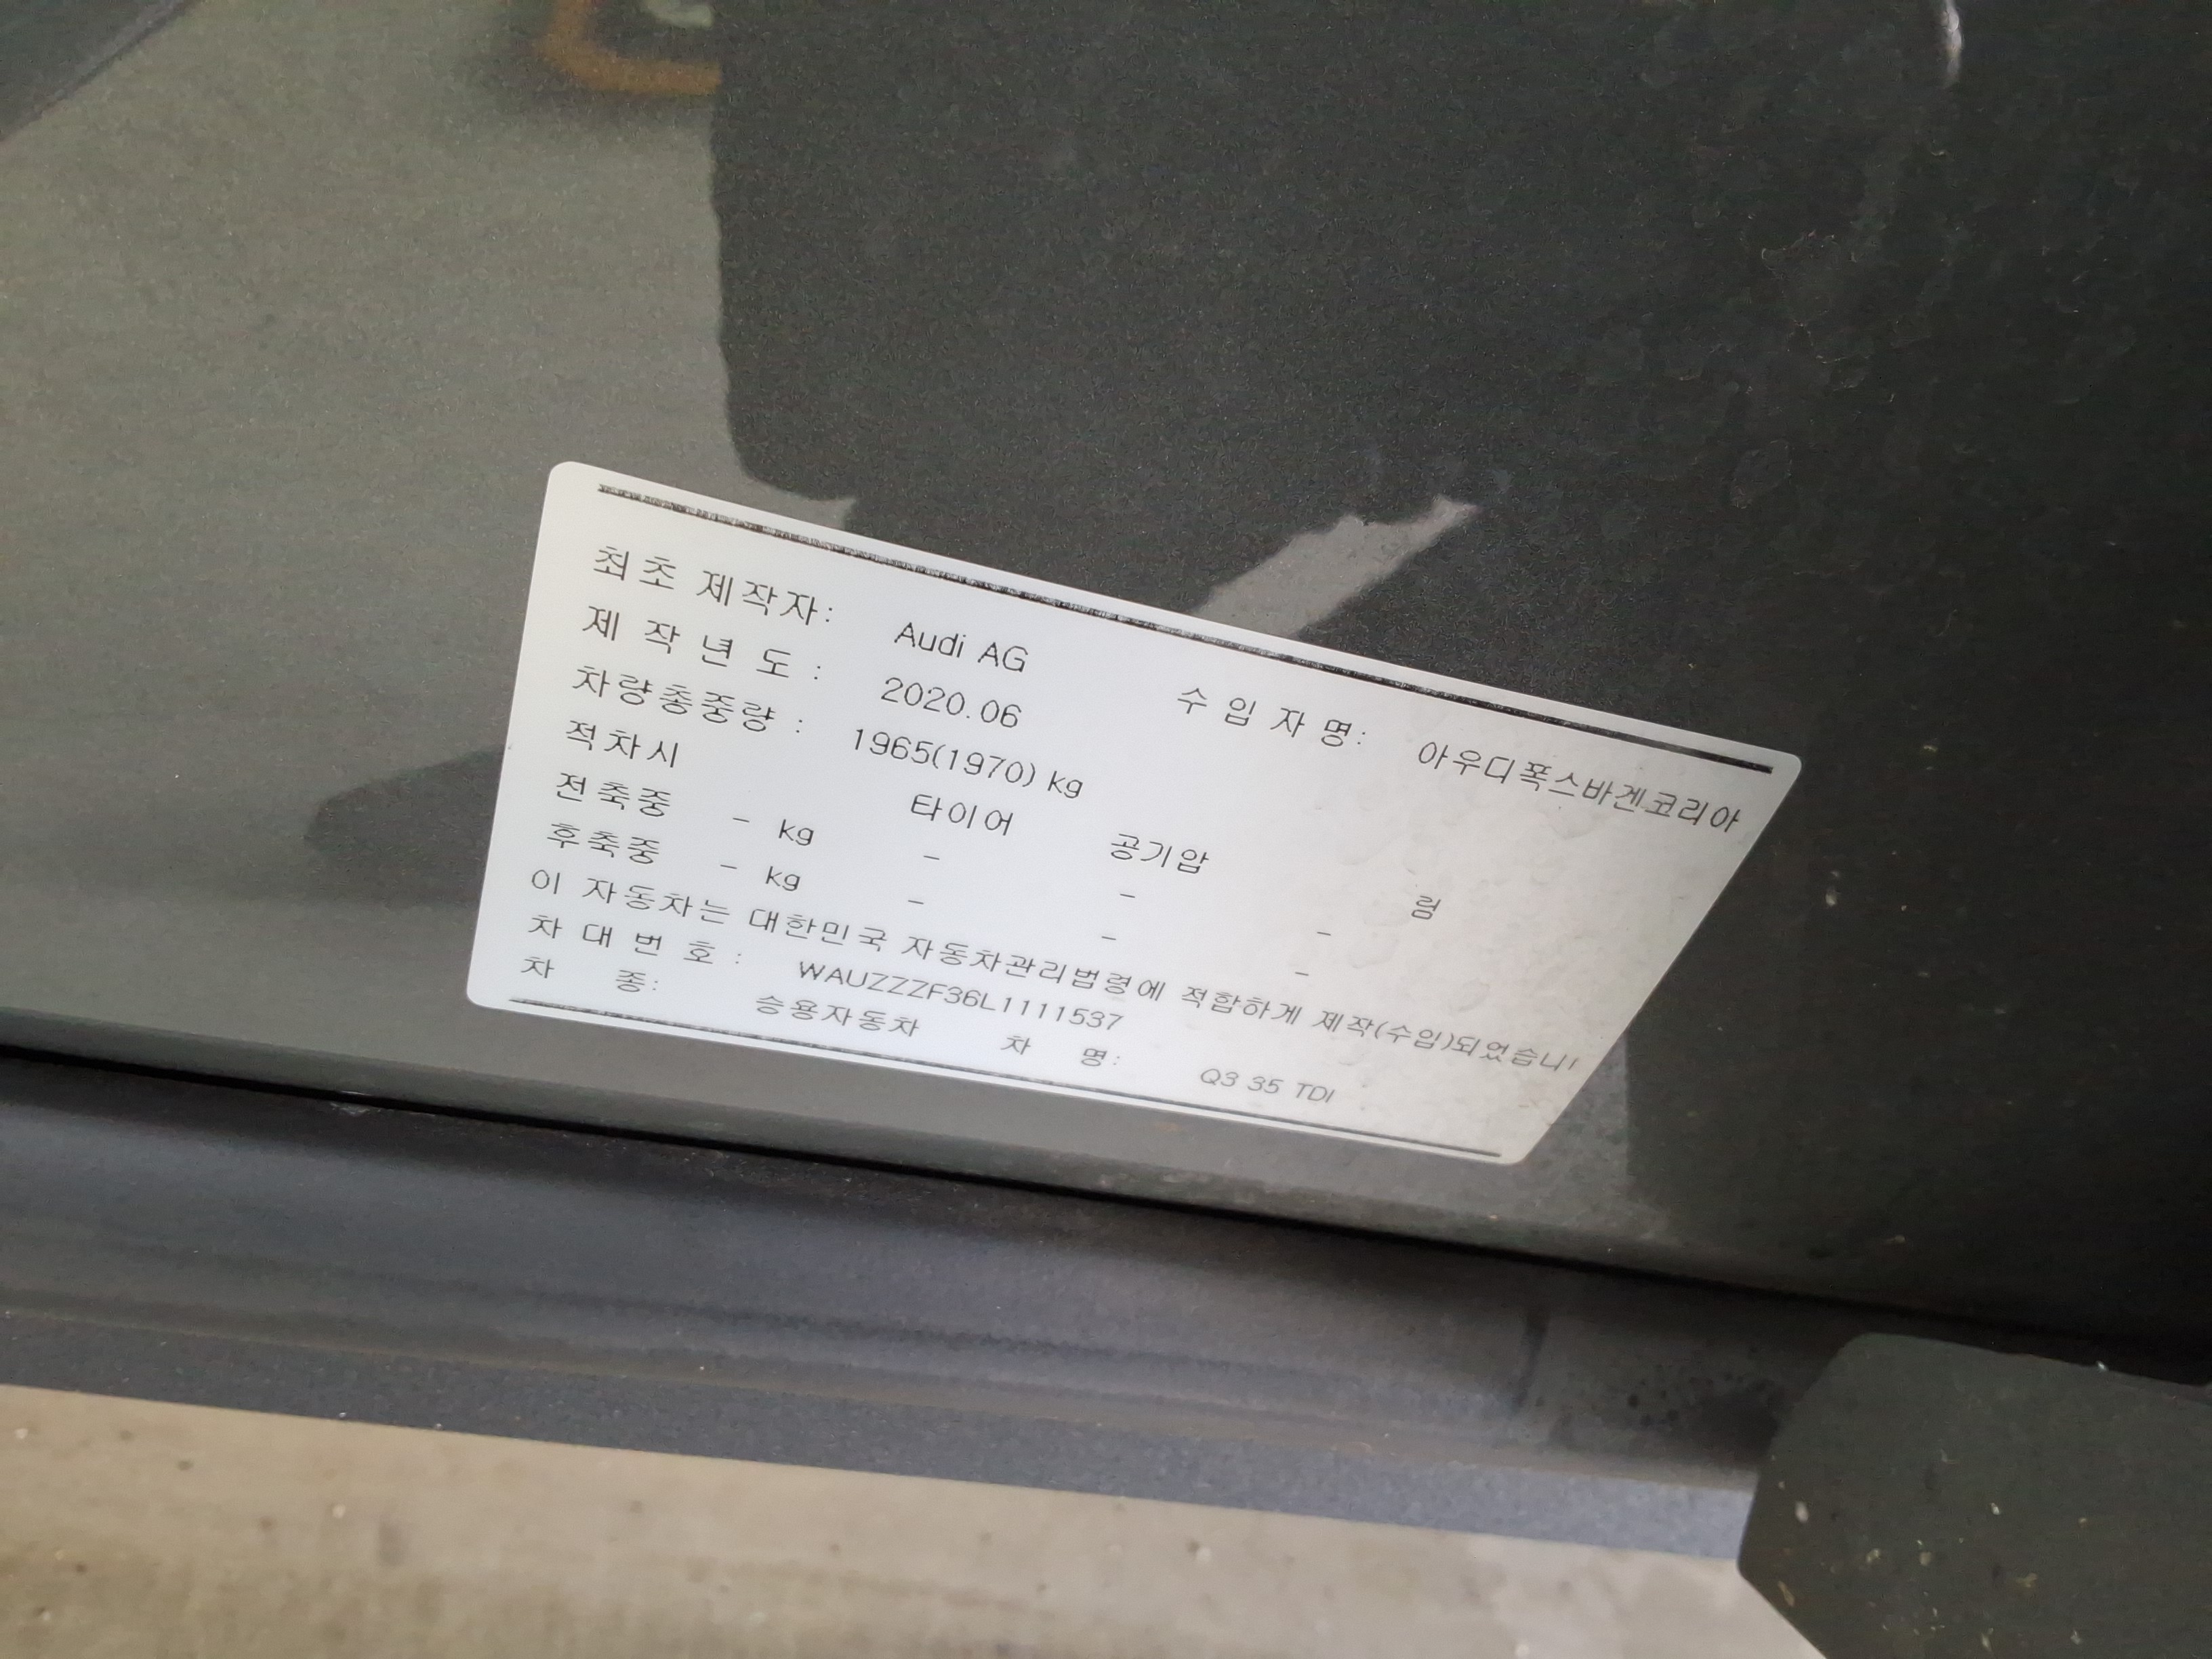 최초 제작자: Audi AG 수 입 자 명: 아우디폭스바겐코리아
제 작 년 도 : 2020.06
차량총중량 : 1965(1970) kg
적차시 타이어 공기압 림
전축중 - kg - - -
후축중 - kg - - -
이 자동차는 대한민국 자동차관리법령에 적합하게 제작(수입)되었습니
차 대 번 호 : WAUZZZF36L1111537
차 종: 승용자동차 차 명: Q3 35 TDI